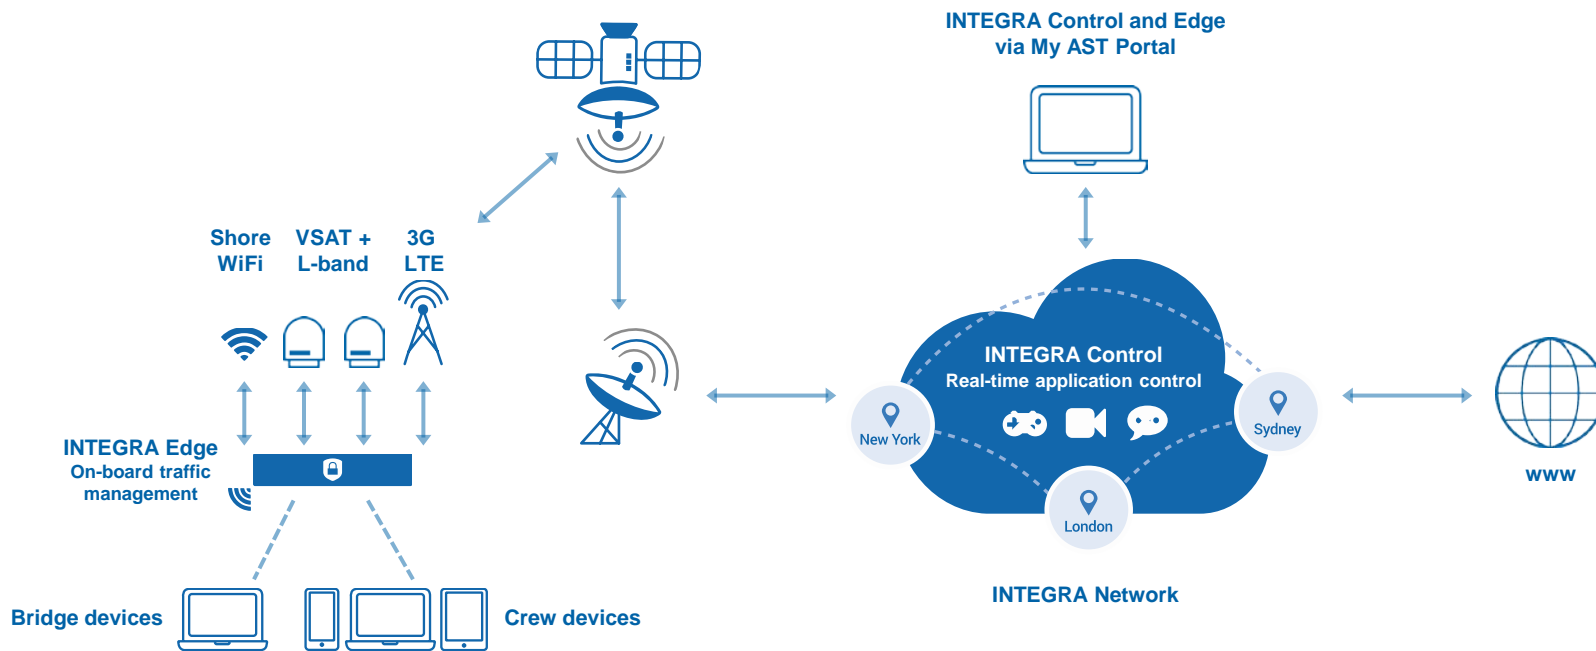 INTEGRA Control and Edge
via My AST Portal
Shore
WiFi
VSAT +
L-band
3G
LTE
INTEGRA Edge
On-board traffic
management
Bridge devices
Crew devices
INTEGRA Control
Real-time application control
New York
Sydney
London
INTEGRA Network
www